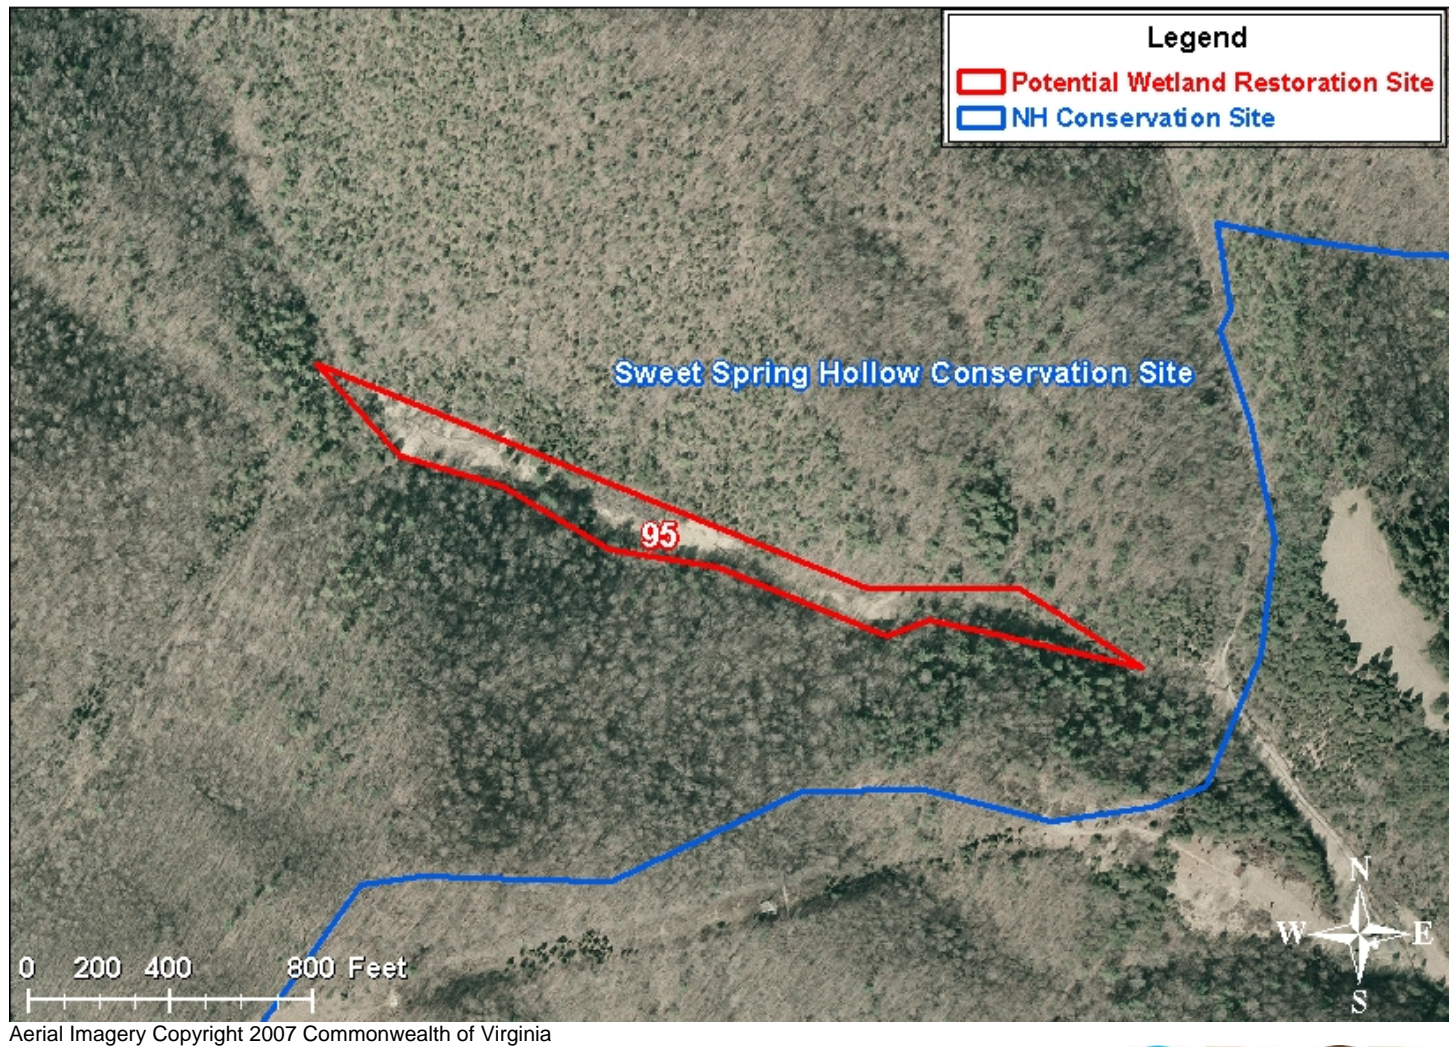 Legend
Potential Wetland Restoration Site
NH Conservation Site
Sweet Spring Hollow Conservation Site
95
N
W E
S
0 200 400 800 Feet
Aerial Imagery Copyright 2007 Commonwealth of Virginia